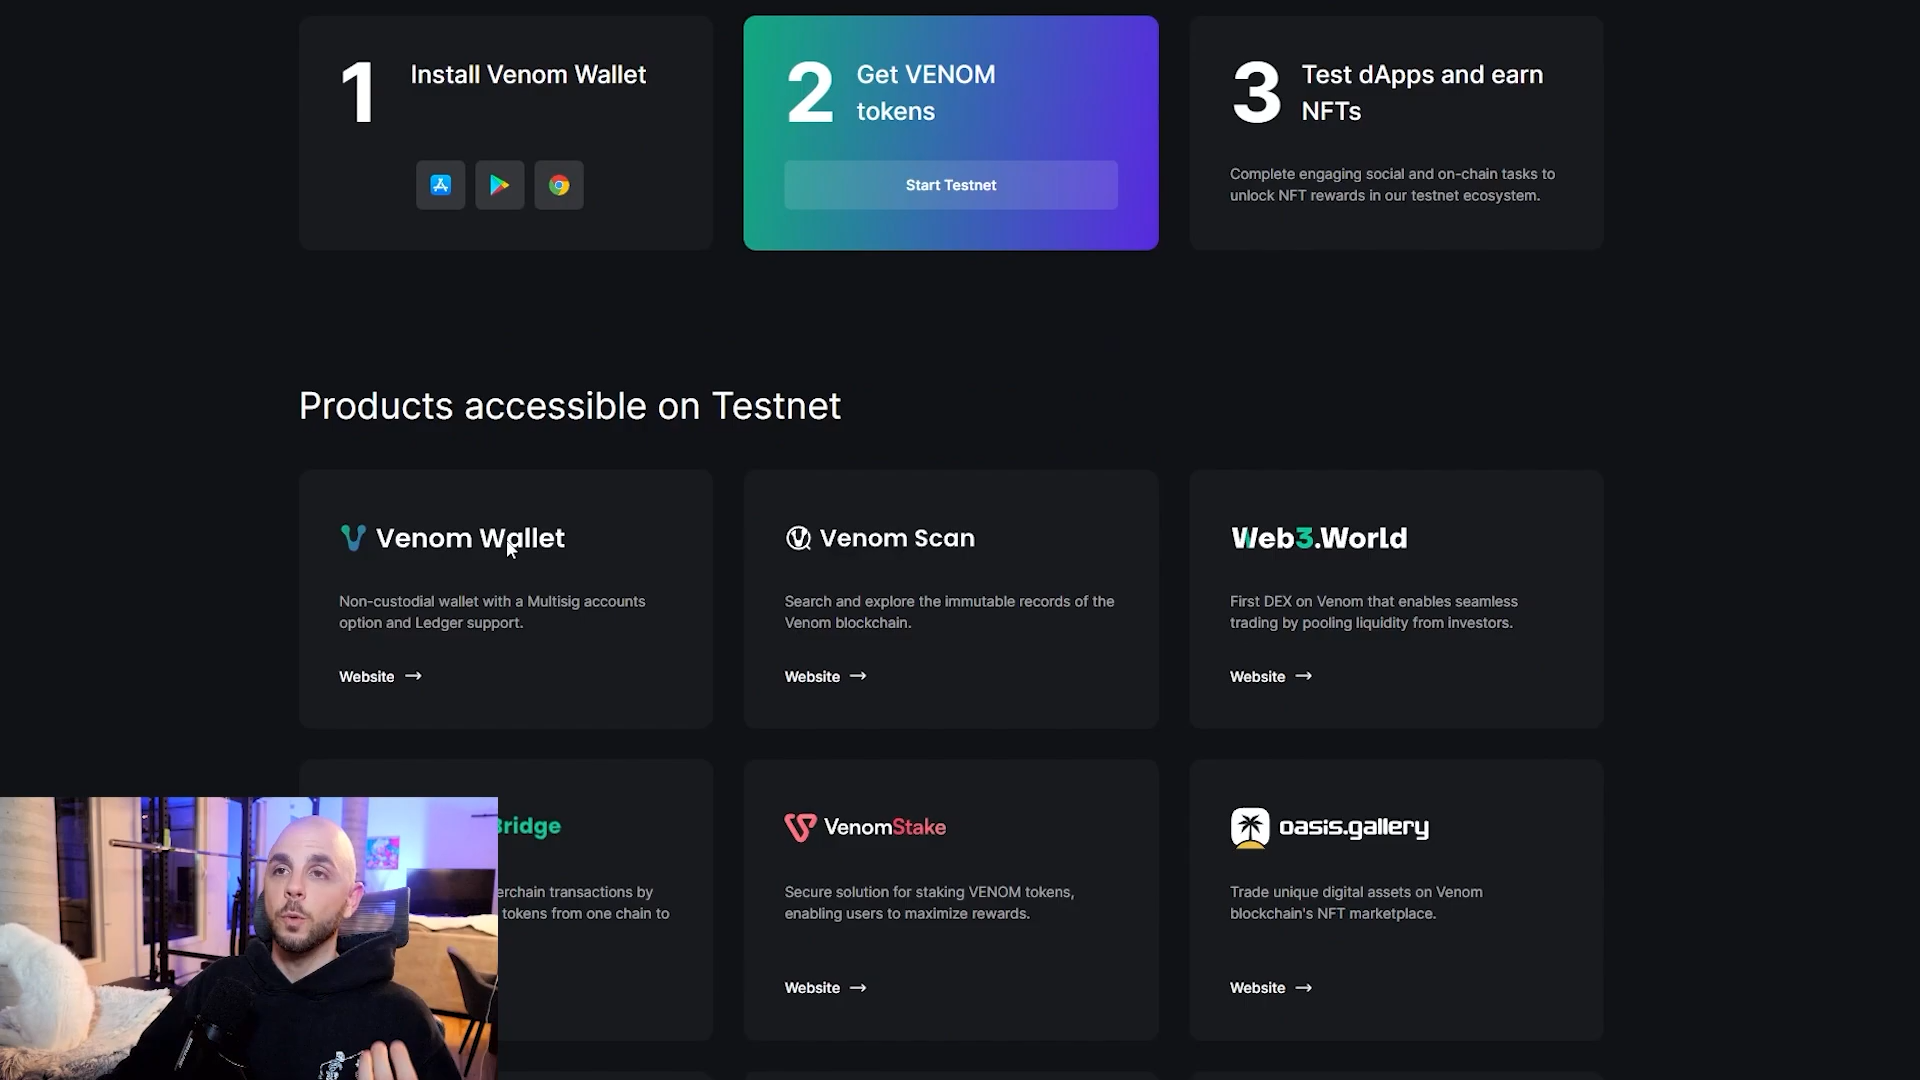 1
Install Venom Wallet
2
Get VENOM
tokens
Start Testnet
3
Test dApps and earn
NFTs
Complete engaging social and on-chain tasks to
unlock NFT rewards in our testnet ecosystem.
Products accessible on Testnet
Venom Wallet
Non-custodial wallet with a Multisig accounts
option and Ledger support.
Website
Venom Scan
Search and explore the immutable records of the
Venom blockchain.
Website
Web3.World
First DEX on Venom that enables seamless
trading by pooling liquidity from investors.
Website
Bridge
erchain transactions by
tokens from one chain to
VenomStake
Secure solution for staking VENOM tokens,
enabling users to maximize rewards.
Website
oasis.gallery
Trade unique digital assets on Venom
blockchain's NFT marketplace.
Website